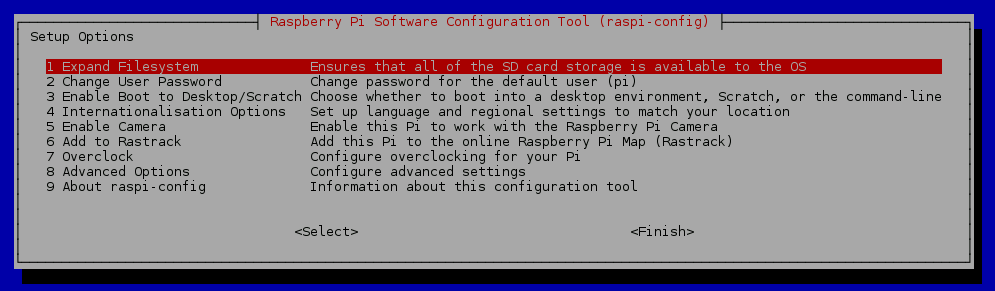 Raspberry Pi Software Configuration Tool (raspi-config)
Setup Options
1 Expand Filesystem Ensures that all of the SD card storage is available to the OS
2 Change User Password Change password for the default user (pi)
3 Enable Boot to Desktop/Scratch Choose whether to boot into a desktop environment, Scratch, or the command-line
4 Internationalisation Options Set up language and regional settings to match your location
5 Enable Camera Enable this Pi to work with the Raspberry Pi Camera
6 Add to Rastrack Add this Pi to the online Raspberry Pi Map (Rastrack)
7 Overclock Configure overclocking for your Pi
8 Advanced Options Configure advanced settings
9 About raspi-config Information about this configuration tool
<Select> <Finish>